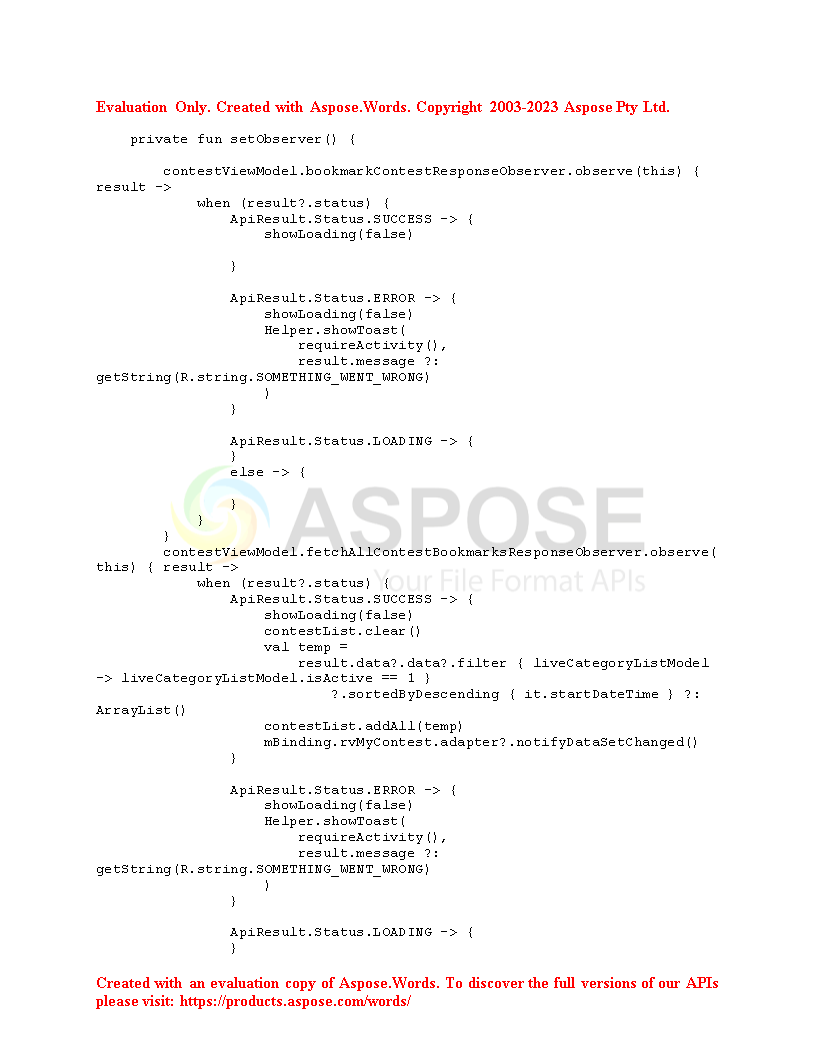 Evaluation Only. Created with Aspose.Words. Copyright 2003-2023 Aspose Pty Ltd.
    private fun setObserver() {
        contestViewModel.bookmarkContestResponseObserver.observe(this) {
result ->
            when (result?.status) {
                ApiResult.Status.SUCCESS -> {
                    showLoading(false)
                }
                ApiResult.Status.ERROR -> {
                    showLoading(false)
                    Helper.showToast(
                        requireActivity(),
                        result.message ?:
getString(R.string.SOMETHING_WENT_WRONG)
                    )
                }
                ApiResult.Status.LOADING -> {
                }
                else -> {
                }
            }
        }
ASPOSE
Your File Format APIs
        contestViewModel.fetchAllContestBookmarksResponseObserver.observe(
this) { result ->
            when (result?.status) {
                ApiResult.Status.SUCCESS -> {
                    showLoading(false)
                    contestList.clear()
                    val temp =
                        result.data?.data?.filter { liveCategoryListModel
-> liveCategoryListModel.isActive == 1 }
                            ?.sortedByDescending { it.startDateTime } ?:
ArrayList()
                    contestList.addAll(temp)
                    mBinding.rvMyContest.adapter?.notifyDataSetChanged()
                }
                ApiResult.Status.ERROR -> {
                    showLoading(false)
                    Helper.showToast(
                        requireActivity(),
                        result.message ?:
getString(R.string.SOMETHING_WENT_WRONG)
                    )
                }
                ApiResult.Status.LOADING -> {
                }
Created with an evaluation copy of Aspose.Words. To discover the full versions of our APIs
please visit: https://products.aspose.com/words/